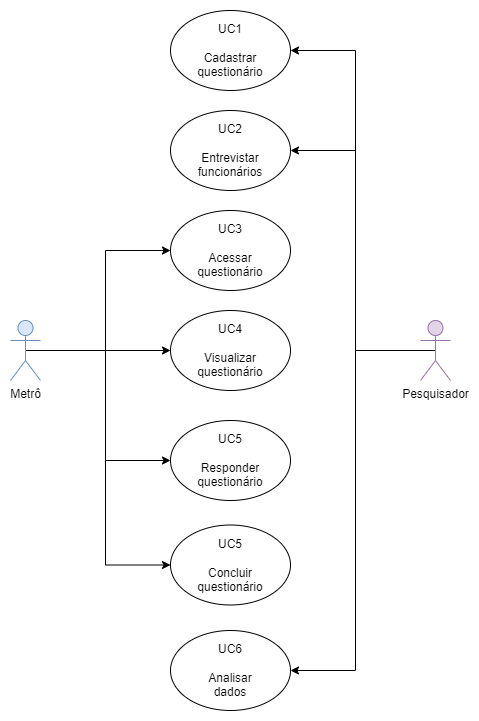 UC1
Cadastrar
questionário
UC2
Entrevistar
funcionários
UC3
Acessar
questionário
UC4
Visualizar
questionário
Metrô
Pesquisador
UC5
Responder
questionário
UC5
Concluir
questionário
UC6
Analisar
dados